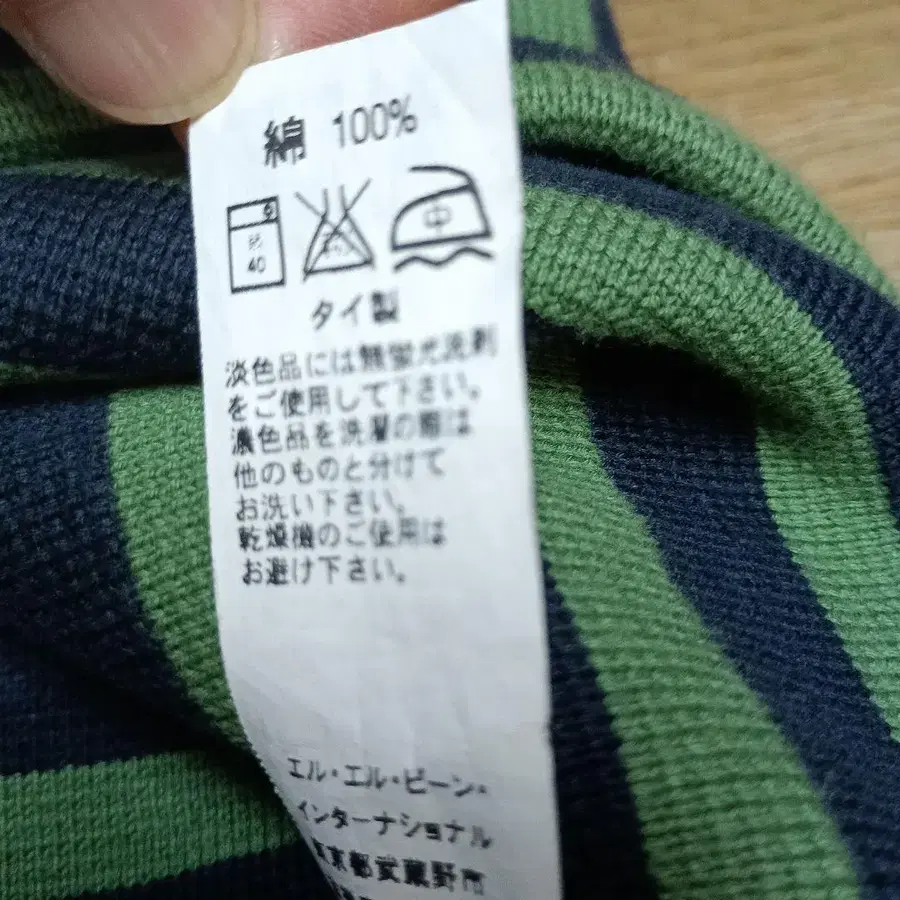 綿 100%
40
中
タイ製
淡色品には無蛍光洗剤
をご使用して下さい。
濃色品を洗濯の際は
他のものと分けて
お洗い下さい。
乾燥機のご使用は
お避け下さい。
エル・エル・ビーン・
インターナショナル
東京都武蔵野市